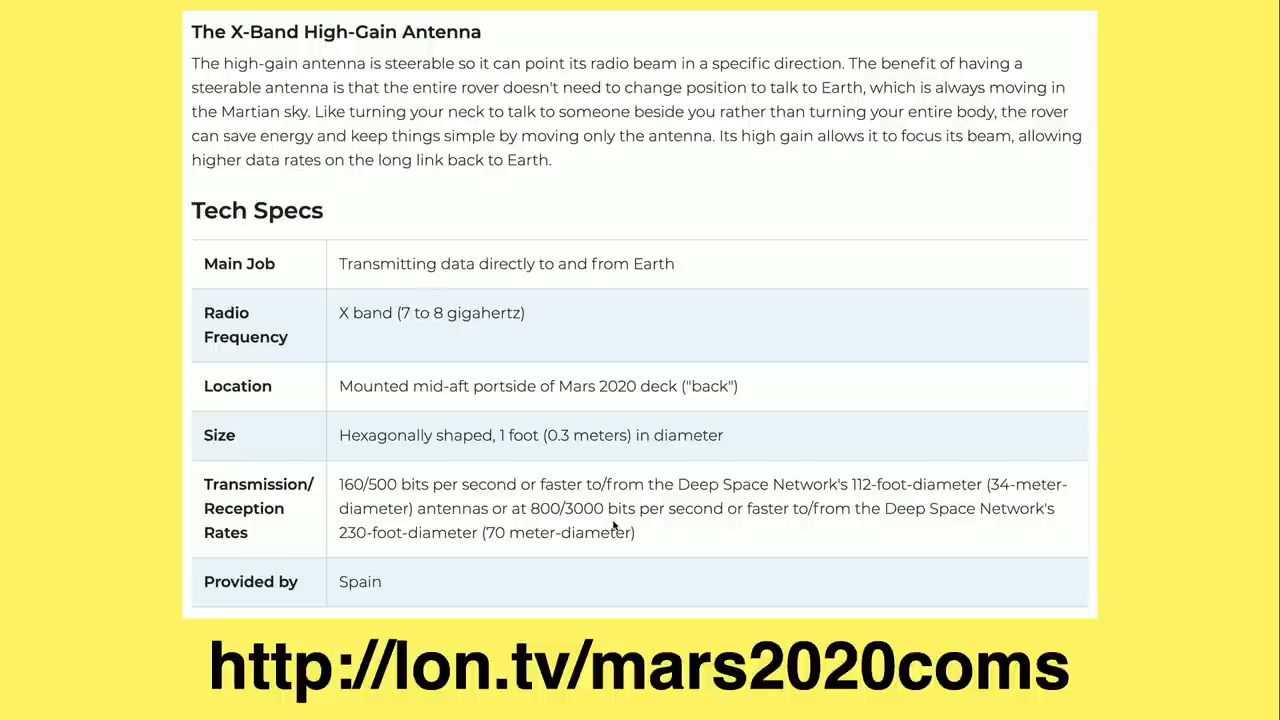 The X-Band High-Gain Antenna
The high-gain antenna is steerable so it can point its radio beam in a specific direction. The benefit of having a
steerable antenna is that the entire rover doesn't need to change position to talk to Earth, which is always moving in
the Martian sky. Like turning your neck to talk to someone beside you rather than turning your entire body, the rover
can save energy and keep things simple by moving only the antenna. Its high gain allows it to focus its beam, allowing
higher data rates on the long link back to Earth.
Tech Specs
Main Job
Transmitting data directly to and from Earth
Radio
Frequency
X band (7 to 8 gigahertz)
Location
Mounted mid-aft portside of Mars 2020 deck ("back")
Size
Hexagonally shaped, 1 foot (0.3 meters) in diameter
Transmission/
Reception
Rates
160/500 bits per second or faster to/from the Deep Space Network's 112-foot-diameter (34-meter-
diameter) antennas or at 800/3000 bits per second or faster to/from the Deep Space Network's
230-foot-diameter (70 meter-diameter)
Provided by
Spain
http://lon.tv/mars2020coms